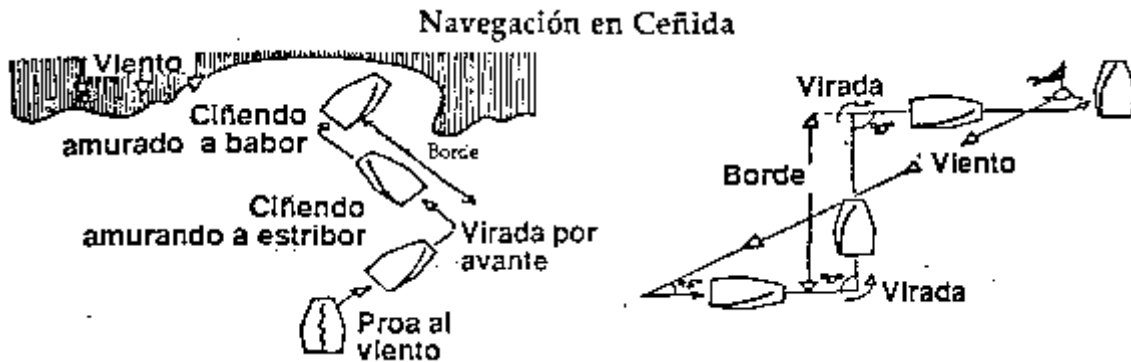 Navegación en Ceñida
Viento
Ciñendo
amurado a babor
Borde
Ciñendo
amurando a estribor
Virada por
avante
Proa al
viento
Virada
Viento
Borde
Virada